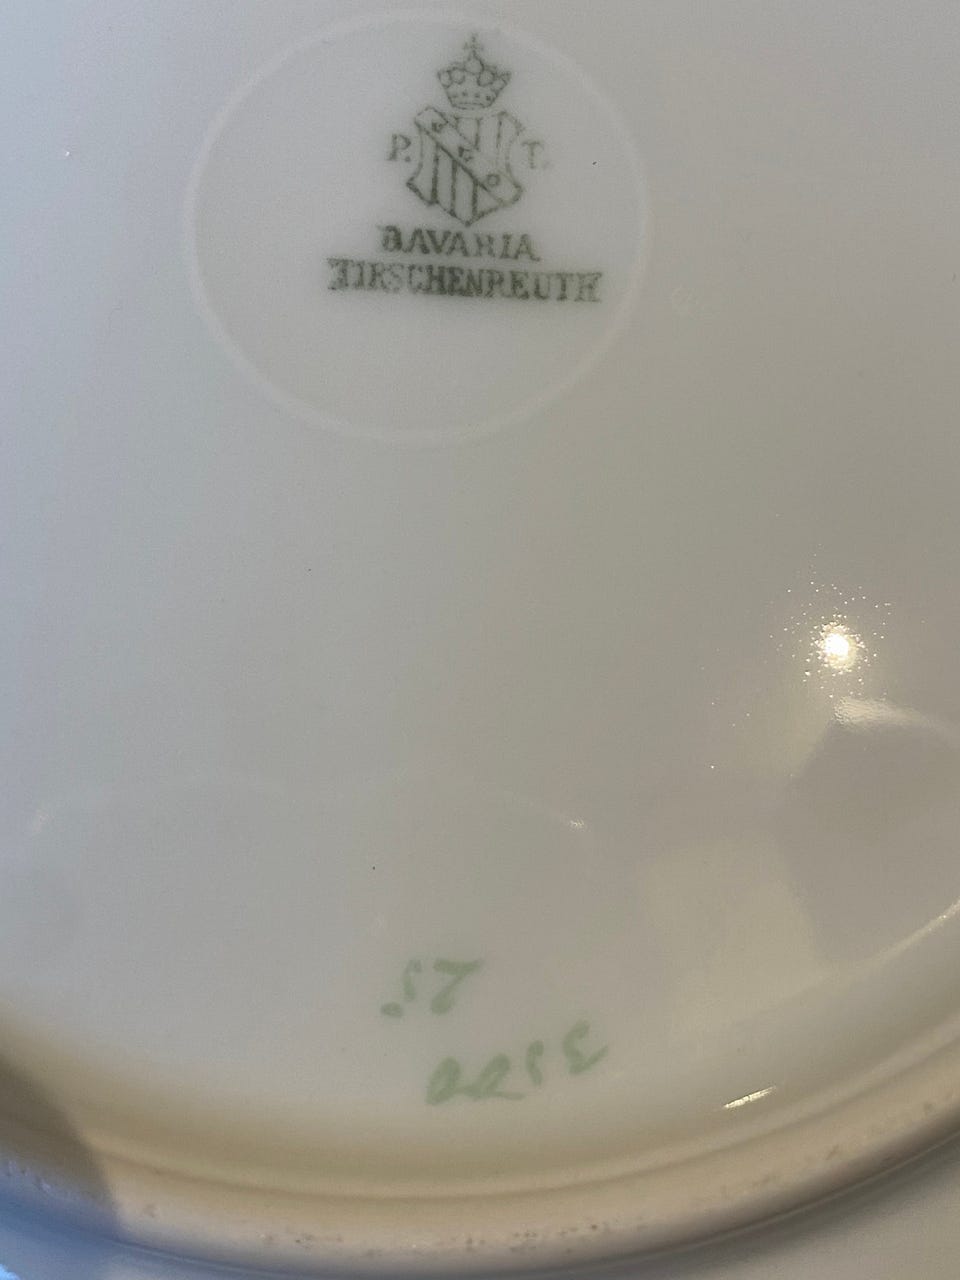 P. T.
BAVARIA
TIRSCHENREUTH